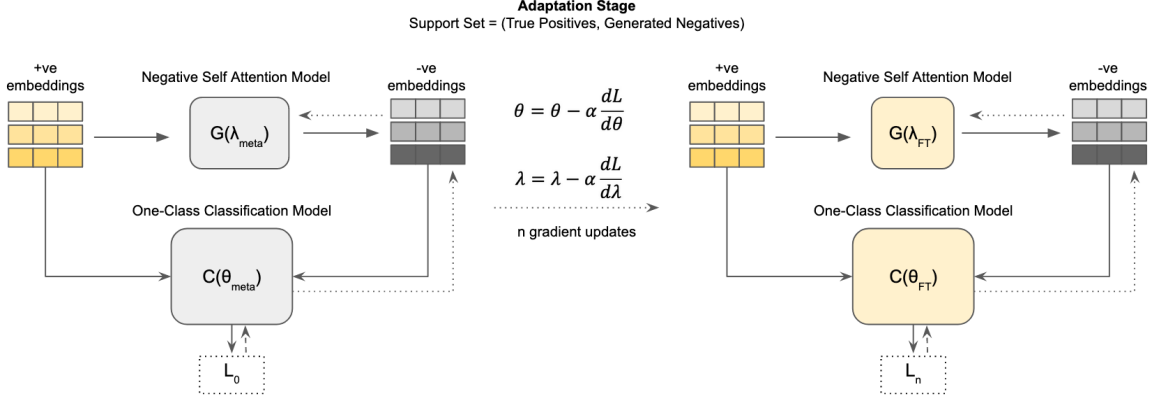 Adaptation Stage
Support Set = (True Positives, Generated Negatives)
+ve
embeddings
Negative Self Attention Model
-ve
embeddings
G(λmeta)
One-Class Classification Model
C(θmeta)
L0
θ = θ − α dL/dθ
λ = λ − α dL/dλ
n gradient updates
+ve
embeddings
Negative Self Attention Model
-ve
embeddings
G(λFT)
One-Class Classification Model
C(θFT)
Ln